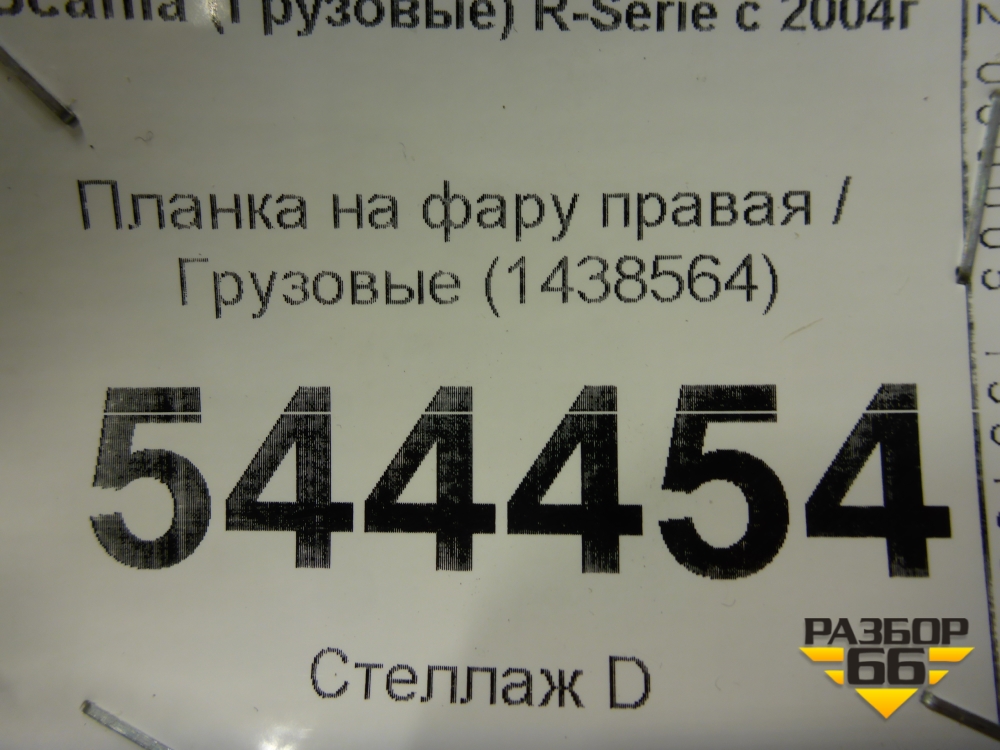 Scania (Грузовые) R-Serie с 2004г
Планка на фару правая /
Грузовые (1438564)
544454
Стеллаж D
РАЗБОР
66